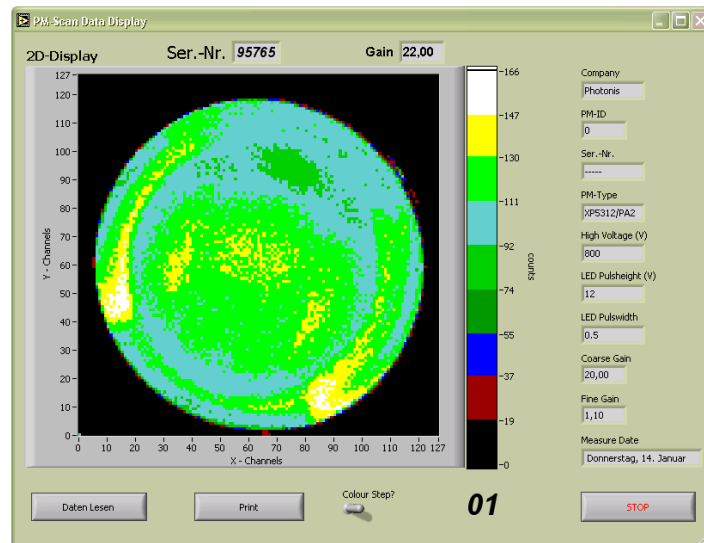 PM-Scan Data Display
2D-Display
Ser.-Nr. 95765
Gain 22,00
127
120
110
100
90
80
70
60
50
40
30
20
10
0
Y - Channels
0 10 20 30 40 50 60 70 80 90 100 110 120 127
X - Channels
166
147
130
111
92
74
55
37
19
0
counts
Company
Photonis
PM-ID
0
Ser.-Nr.
-----
PM-Type
XP5312/PA2
High Voltage (V)
800
LED Pulsheight (V)
12
LED Pulswidth
0.5
Coarse Gain
20,00
Fine Gain
1,10
Measure Date
Donnerstag, 14. Januar
Daten Lesen
Print
Colour Step?
01
STOP